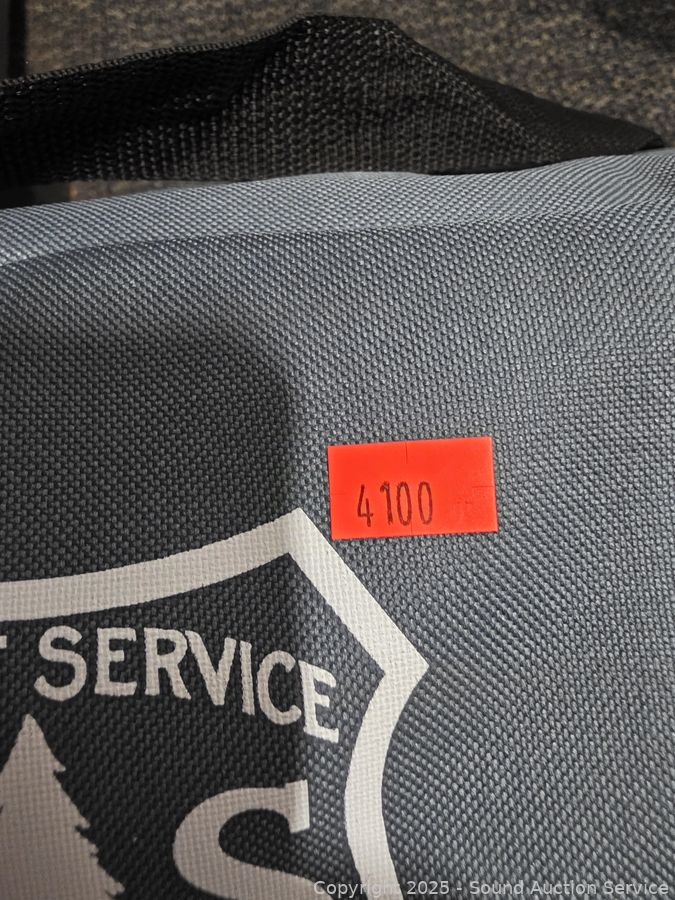 4100
SERVICE
S
Copyright 2025 - Sound Auction Service